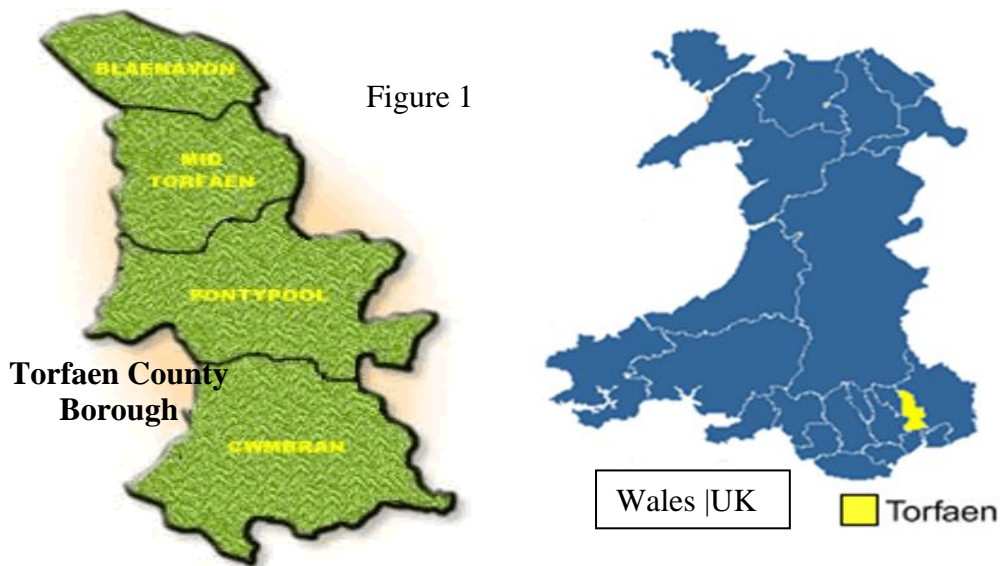 BLAENAVON
Figure 1
MID
TORFAEN
PONTYPOOL
Torfaen County
Borough
CWMBRAN
Wales |UK
Torfaen